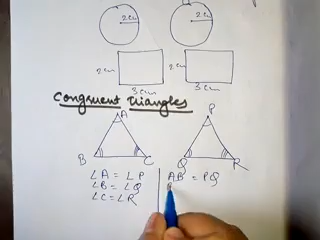 2cm 2cm
2cm 2cm
3cm 3cm
Congruent Triangles
A P
B C Q R
∠A = ∠P AB = PQ
∠B = ∠Q
∠C = ∠R